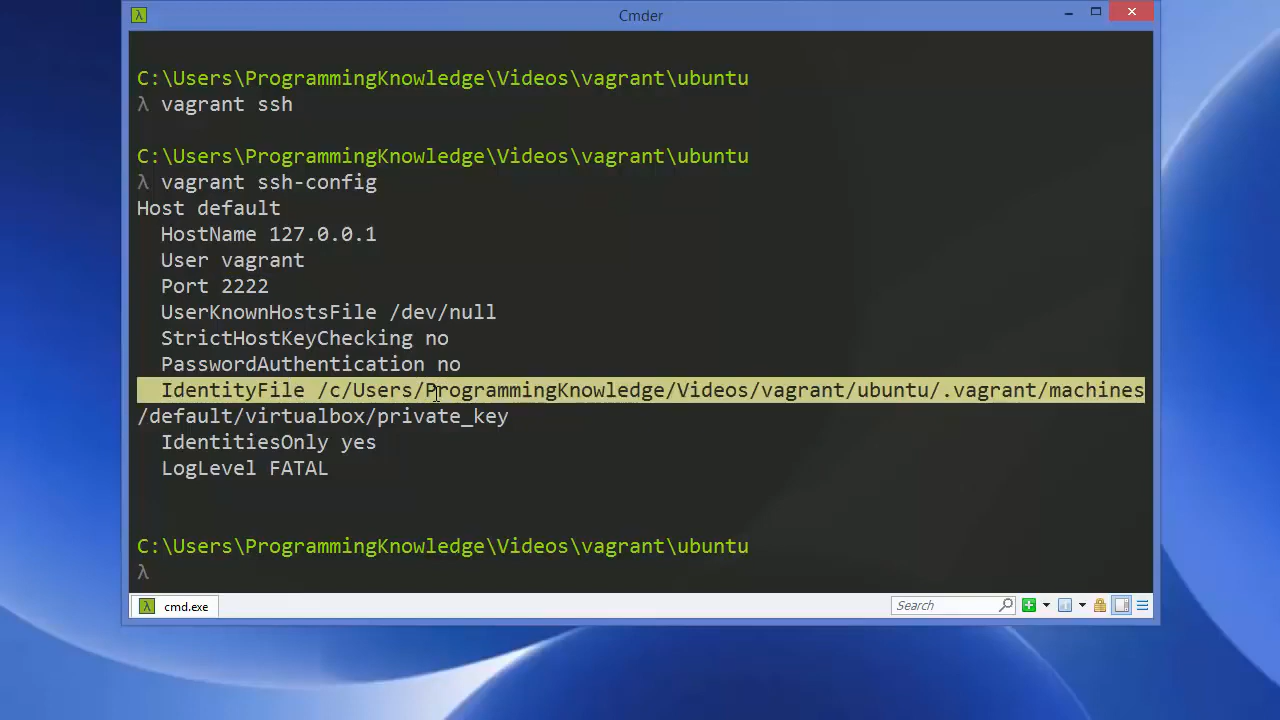 Cmder
C:\Users\ProgrammingKnowledge\Videos\vagrant\ubuntu
λ vagrant ssh
C:\Users\ProgrammingKnowledge\Videos\vagrant\ubuntu
λ vagrant ssh-config
Host default
HostName 127.0.0.1
User vagrant
Port 2222
UserKnownHostsFile /dev/null
StrictHostKeyChecking no
PasswordAuthentication no
IdentityFile /c/Users/ProgrammingKnowledge/Videos/vagrant/ubuntu/.vagrant/machines
/default/virtualbox/private_key
IdentitiesOnly yes
LogLevel FATAL
C:\Users\ProgrammingKnowledge\Videos\vagrant\ubuntu
λ
λ cmd.exe
Search